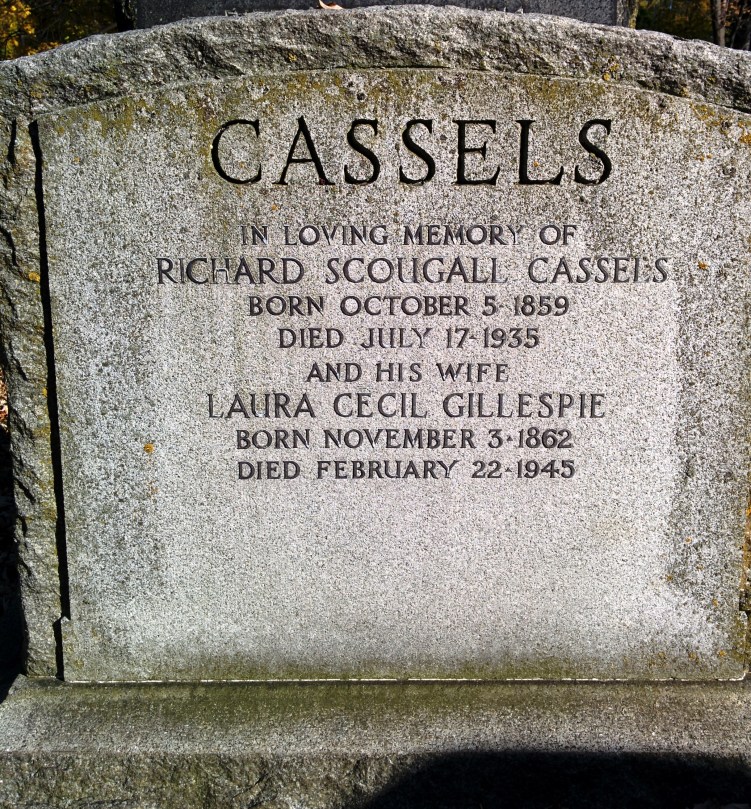 CASSELS
IN LOVING MEMORY OF
RICHARD SCOUGALL CASSELS
BORN OCTOBER 5·1859
DIED JULY 17·1935
AND HIS WIFE
LAURA CECIL GILLESPIE
BORN NOVEMBER 3·1862
DIED FEBRUARY 22·1945